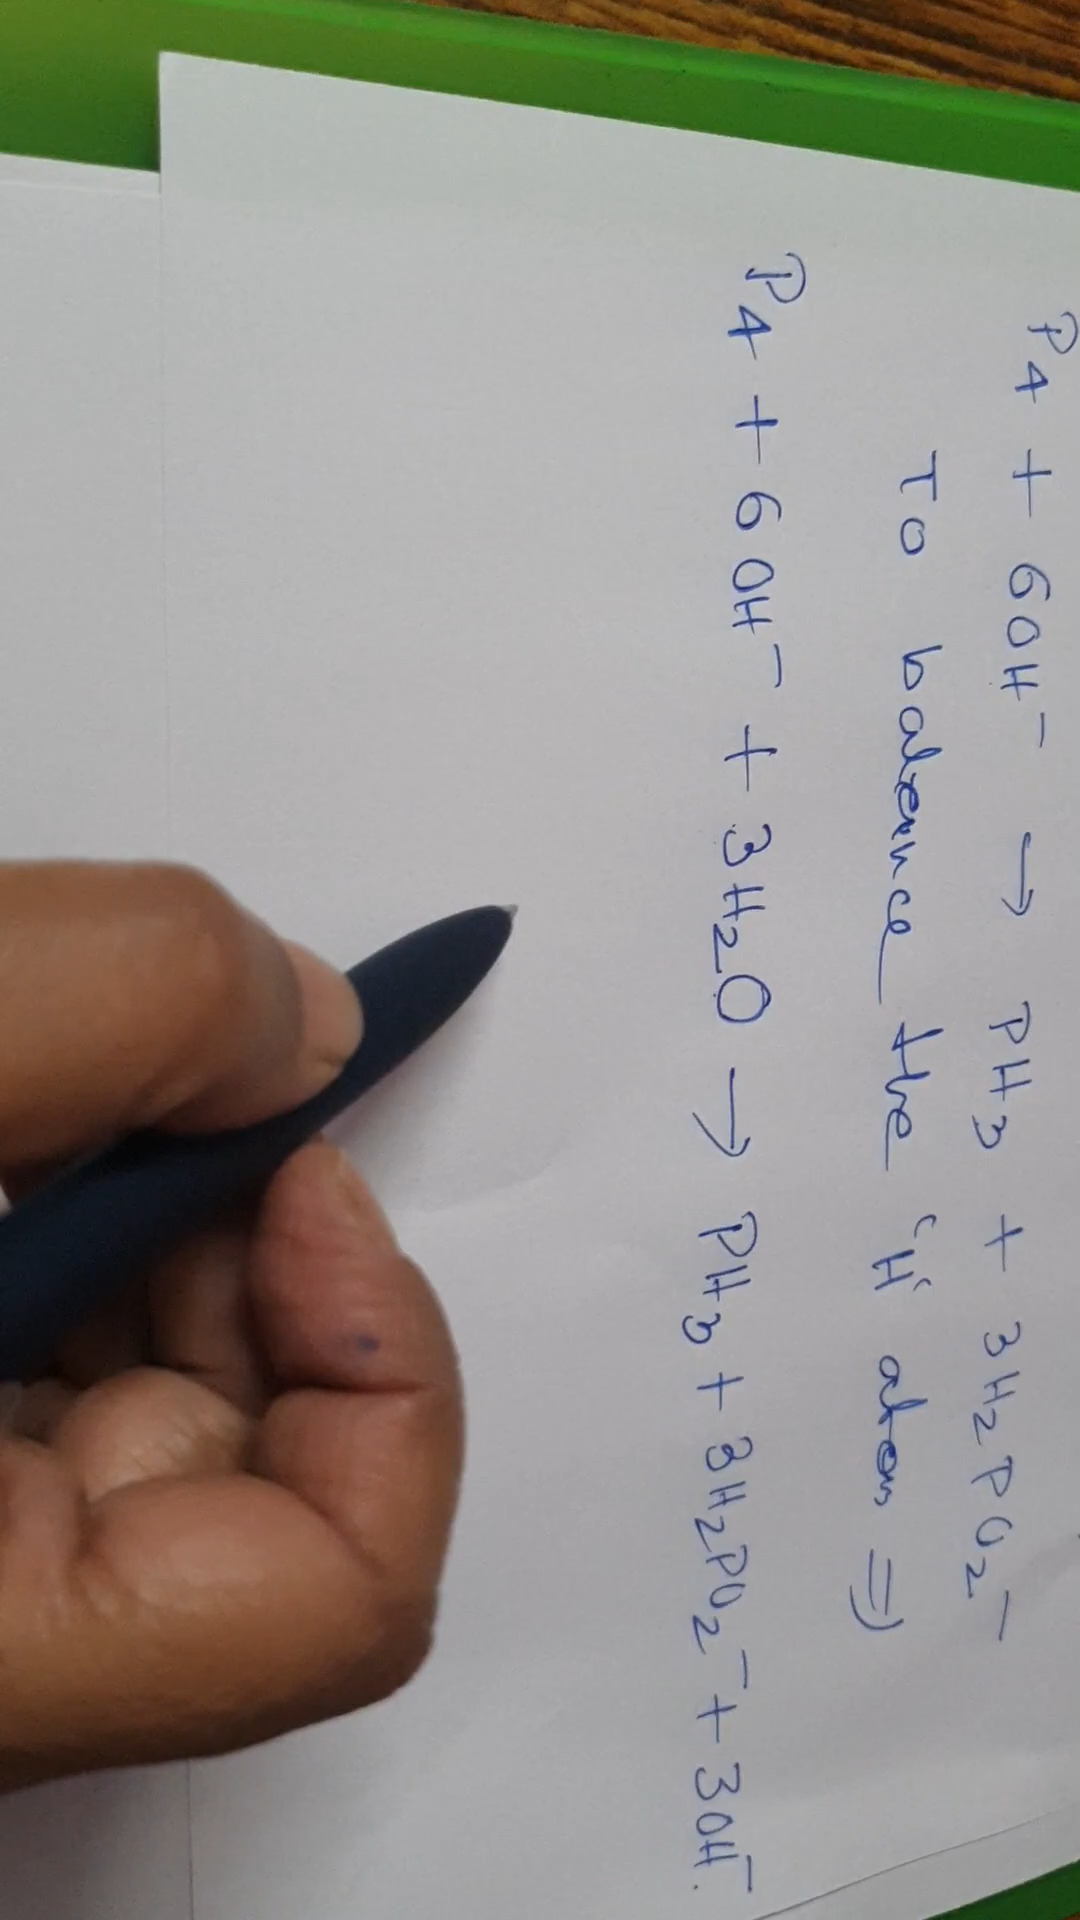 P4 + 6OH⁻ → PH3 + 3H2PO2⁻
To balance the "H" atom ⇒
P4 + 6OH⁻ + 3H2O → PH3 + 3H2PO2⁻ + 3OH⁻.